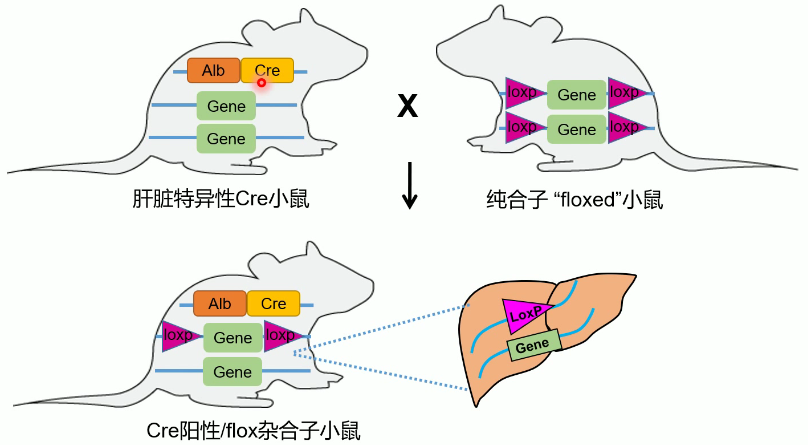 Alb Cre
Gene
Gene
loxp Gene loxp
loxp Gene loxp
X
肝脏特异性Cre小鼠
纯合子 “floxed”小鼠
Alb Cre
loxp Gene loxp
Gene
LoxP
Gene
Cre阳性/flox杂合子小鼠